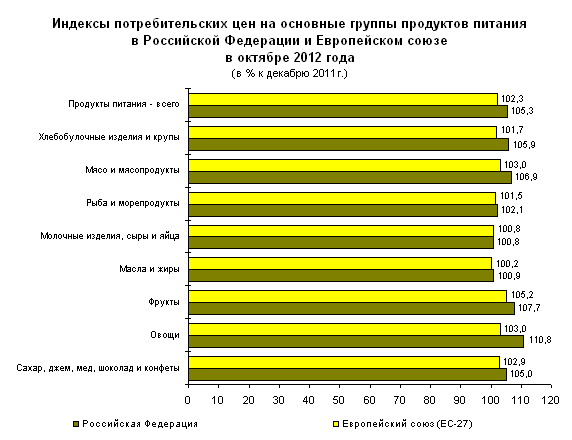 Индексы потребительских цен на основные группы продуктов питания
в Российской Федерации и Европейском союзе
в октябре 2012 года
(в % к декабрю 2011 г.)
Продукты питания - всего
102,3
105,3
Хлебобулочные изделия и крупы
101,7
105,9
Мясо и мясопродукты
103,0
106,9
Рыба и морепродукты
101,5
102,1
Молочные изделия, сыры и яйца
100,8
100,8
Масла и жиры
100,2
100,9
Фрукты
105,2
107,7
Овощи
103,0
110,8
Сахар, джем, мед, шоколад и конфеты
102,9
105,0
0 10 20 30 40 50 60 70 80 90 100 110 120
Российская Федерация Европейский союз (ЕС-27)